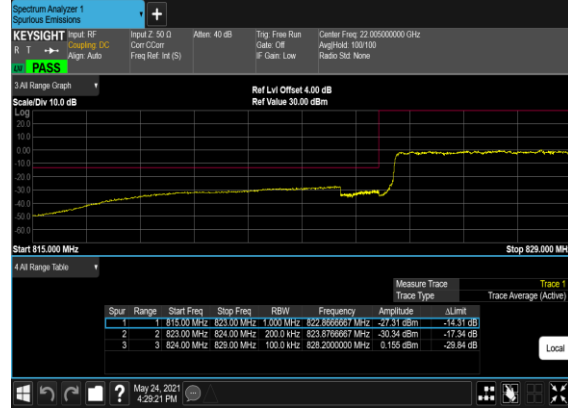 Spectrum Analyzer 1
Spurious Emissions
KEYSIGHT Input: RF Input Z: 50 Ω Atten: 40 dB Trig: Free Run Center Freq: 22.005000000 GHz
R T Coupling: DC Corr CCorr Gate: Off Avg|Hold: 100/100
Align: Auto Freq Ref: Int (S) IF Gain: Low Radio Std: None
PASS
3 All Range Graph
Ref Lvl Offset 4.00 dB
Scale/Div 10.0 dB Ref Value 30.00 dBm
Log
20.0
10.0
0.00
-10.0
-20.0
-30.0
-40.0
-50.0
-60.0
Start 815.000 MHz Stop 829.000 MH
4 All Range Table
Measure Trace Trace 1
Trace Type Trace Average (Active)
Spur Range Start Freq Stop Freq RBW Frequency Amplitude ΔLimit
1 1 815.00 MHz 823.00 MHz 1.000 MHz 822.8666667 MHz -27.31 dBm -14.31 dB
2 2 823.00 MHz 824.00 MHz 200.0 kHz 823.8766667 MHz -30.34 dBm -17.34 dB
3 3 824.00 MHz 829.00 MHz 100.0 kHz 828.2000000 MHz 0.155 dBm -29.84 dB
Local
? May 24, 2021
4:29:21 PM